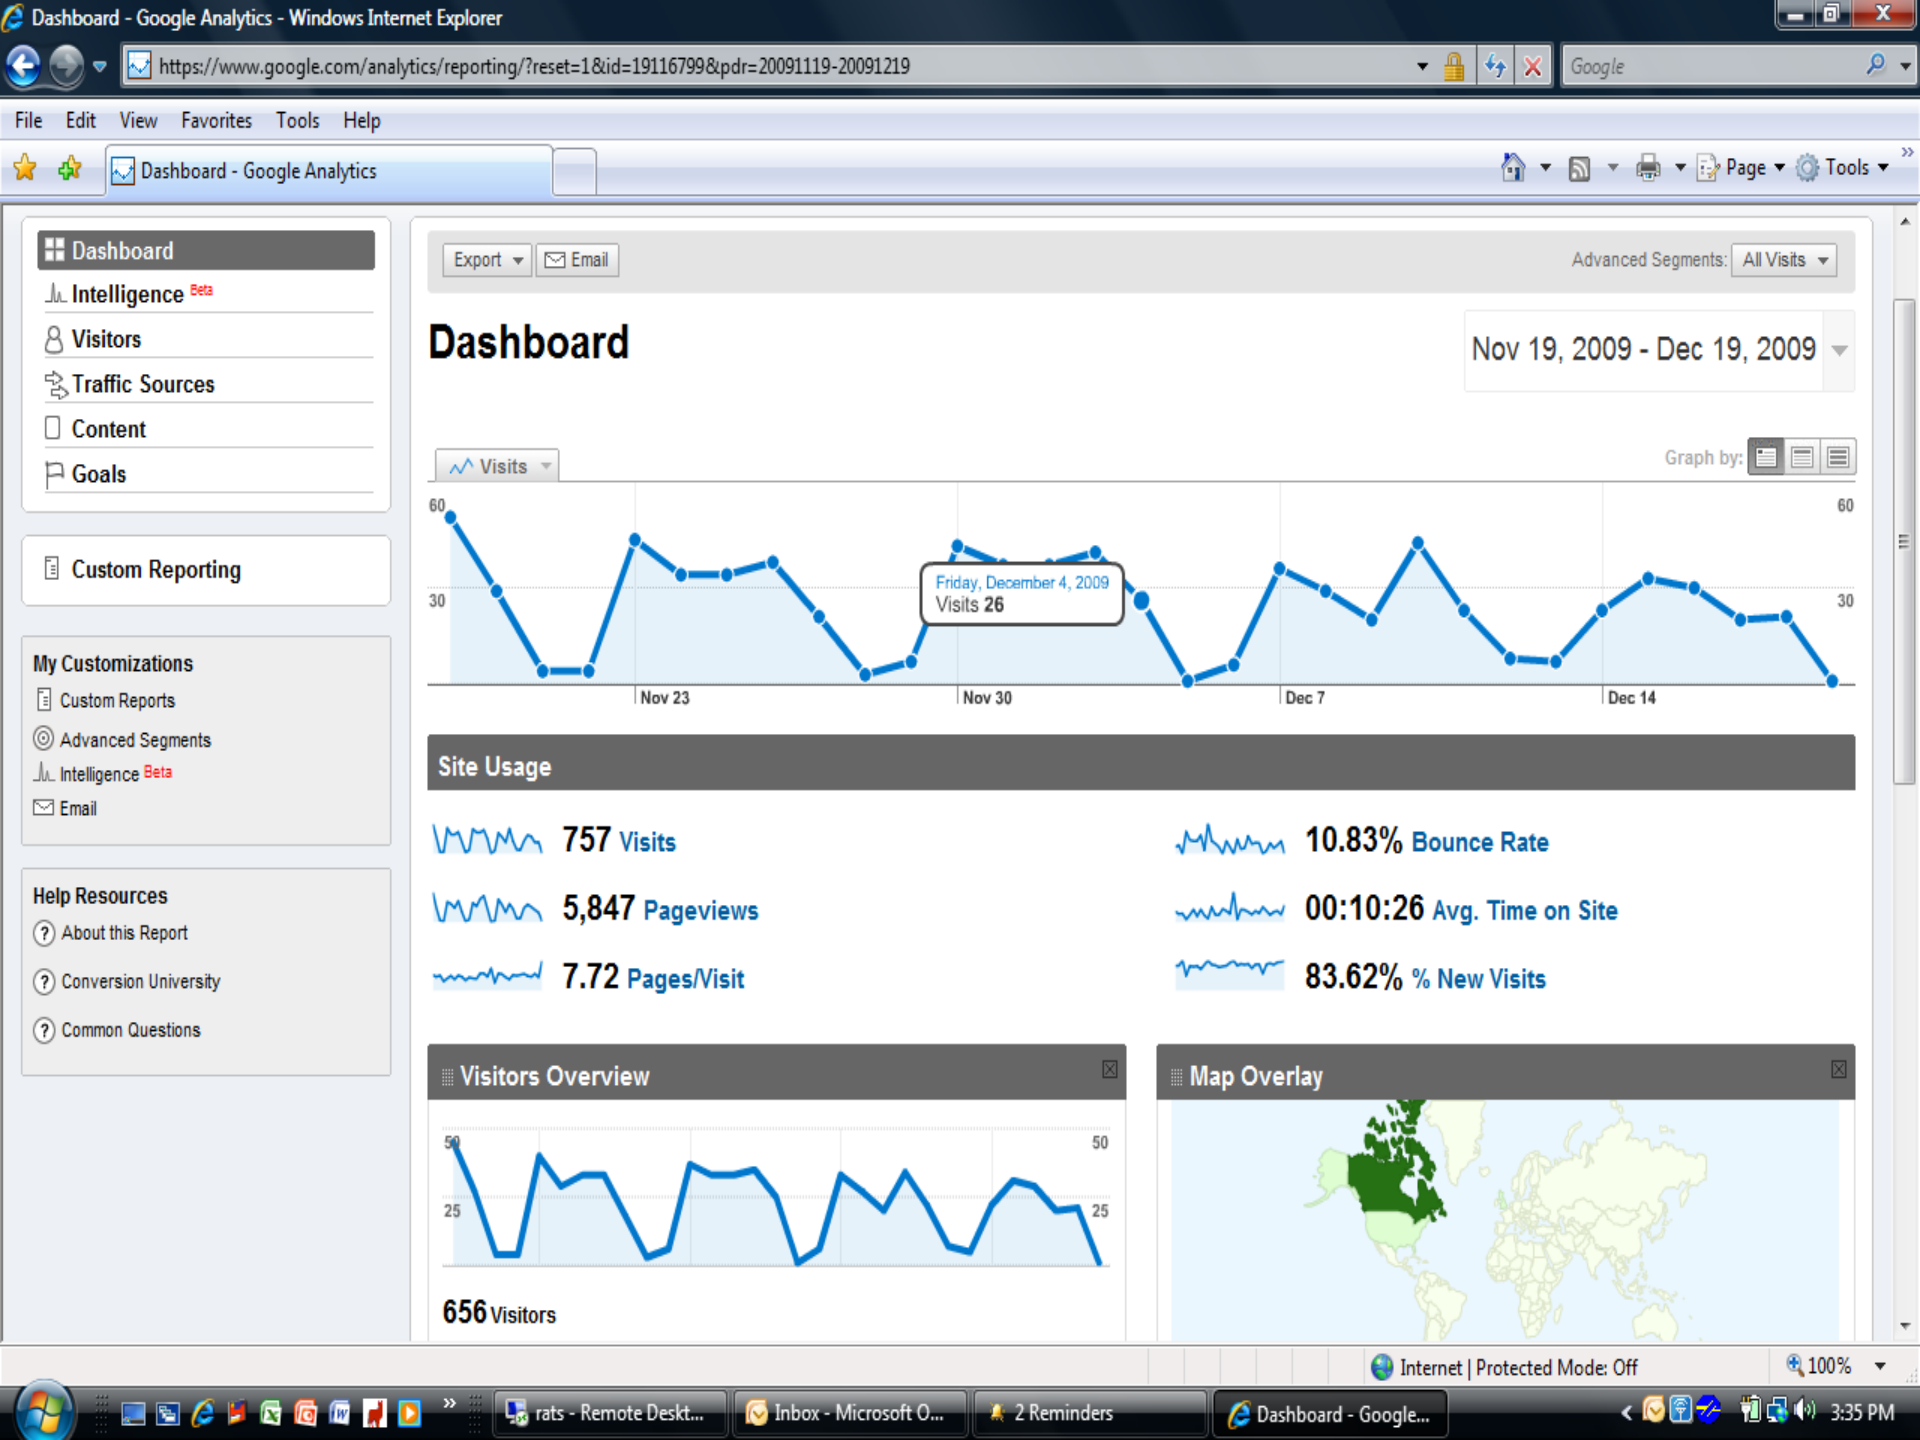 Dashboard - Google Analytics - Windows Internet Explorer
https://www.google.com/analytics/reporting/?reset=1&id=19116799&pdr=20091119-20091219
Google
File Edit View Favorites Tools Help
Dashboard - Google Analytics
Page Tools
Dashboard
Intelligence Beta
Visitors
Traffic Sources
Content
Goals
Custom Reporting
My Customizations
Custom Reports
Advanced Segments
Intelligence Beta
Email
Help Resources
About this Report
Conversion University
Common Questions
Export Email
Advanced Segments: All Visits
Dashboard
Nov 19, 2009 - Dec 19, 2009
Visits
Graph by:
60 60
30 30
Friday, December 4, 2009
Visits 26
Nov 23 Nov 30 Dec 7 Dec 14
Site Usage
757 Visits
10.83% Bounce Rate
5,847 Pageviews
00:10:26 Avg. Time on Site
7.72 Pages/Visit
83.62% % New Visits
Visitors Overview
50 50
25 25
656 Visitors
Map Overlay
Internet | Protected Mode: Off
100%
rats - Remote Deskt...
Inbox - Microsoft O...
2 Reminders
Dashboard - Google...
3:35 PM